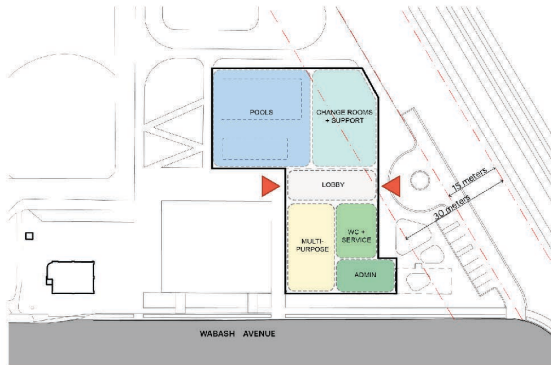 POOLS
CHANGE ROOMS
+ SUPPORT
LOBBY
15 meters
30 meters
MULTI-
PURPOSE
WC +
SERVICE
ADMIN
WABASH AVENUE